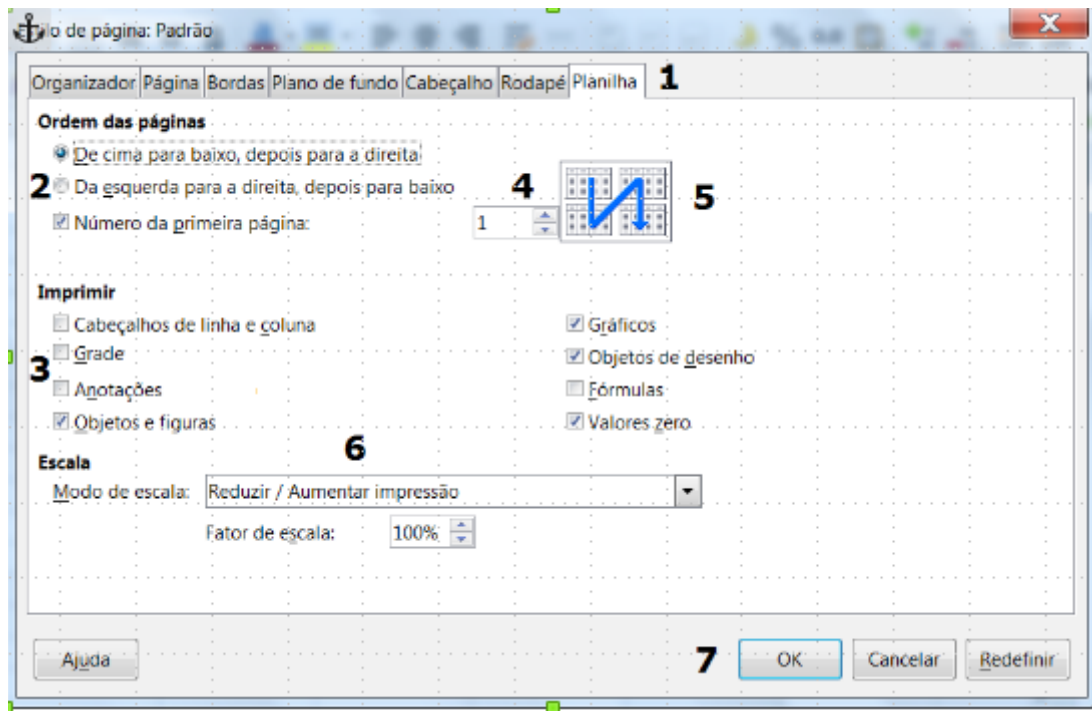 lo de página: Padrão
Organizador Página Bordas Plano de fundo Cabeçalho Rodapé Planilha 1
Ordem das páginas
De cima para baixo, depois para a direita
2 Da esquerda para a direita, depois para baixo 4 5
Número da primeira página: 1
Imprimir
Cabeçalhos de linha e coluna Gráficos
3 Grade Objetos de desenho
Anotações Fórmulas
Objetos e figuras Valores zero
6
Escala
Modo de escala: Reduzir / Aumentar impressão
Fator de escala: 100%
Ajuda 7 OK Cancelar Redefinir